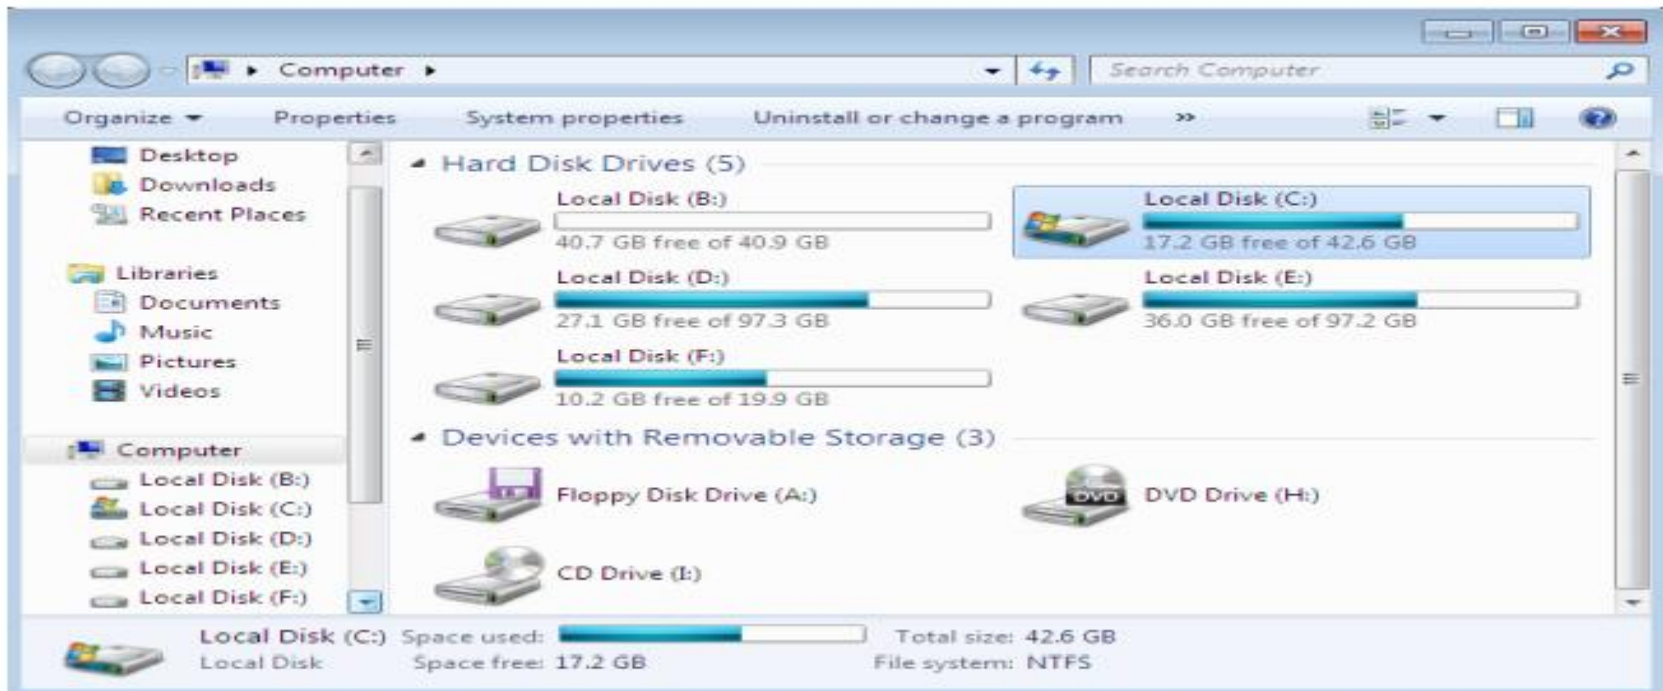 Computer
Search Computer
Organize Properties System properties Uninstall or change a program »
Desktop
Downloads
Recent Places
Libraries
Documents
Music
Pictures
Videos
Computer
Local Disk (B:)
Local Disk (C:)
Local Disk (D:)
Local Disk (E:)
Local Disk (F:)
Hard Disk Drives (5)
Local Disk (B:)
40.7 GB free of 40.9 GB
Local Disk (C:)
17.2 GB free of 42.6 GB
Local Disk (D:)
27.1 GB free of 97.3 GB
Local Disk (E:)
36.0 GB free of 97.2 GB
Local Disk (F:)
10.2 GB free of 19.9 GB
Devices with Removable Storage (3)
Floppy Disk Drive (A:)
DVD
DVD Drive (H:)
CD Drive (I:)
Local Disk (C:) Space used: Total size: 42.6 GB
Local Disk Space free: 17.2 GB File system: NTFS